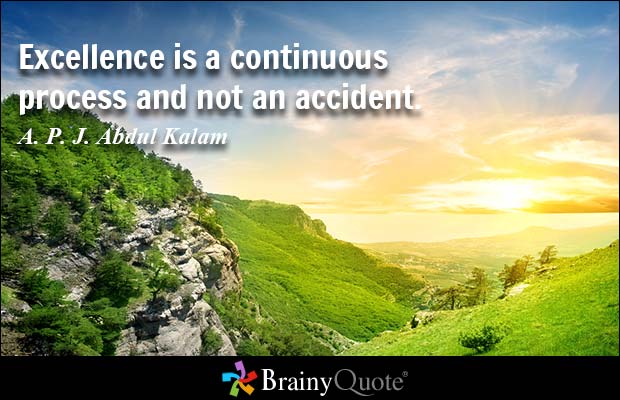 Excellence is a continuous
process and not an accident.
A. P. J. Abdul Kalam
BrainyQuote®